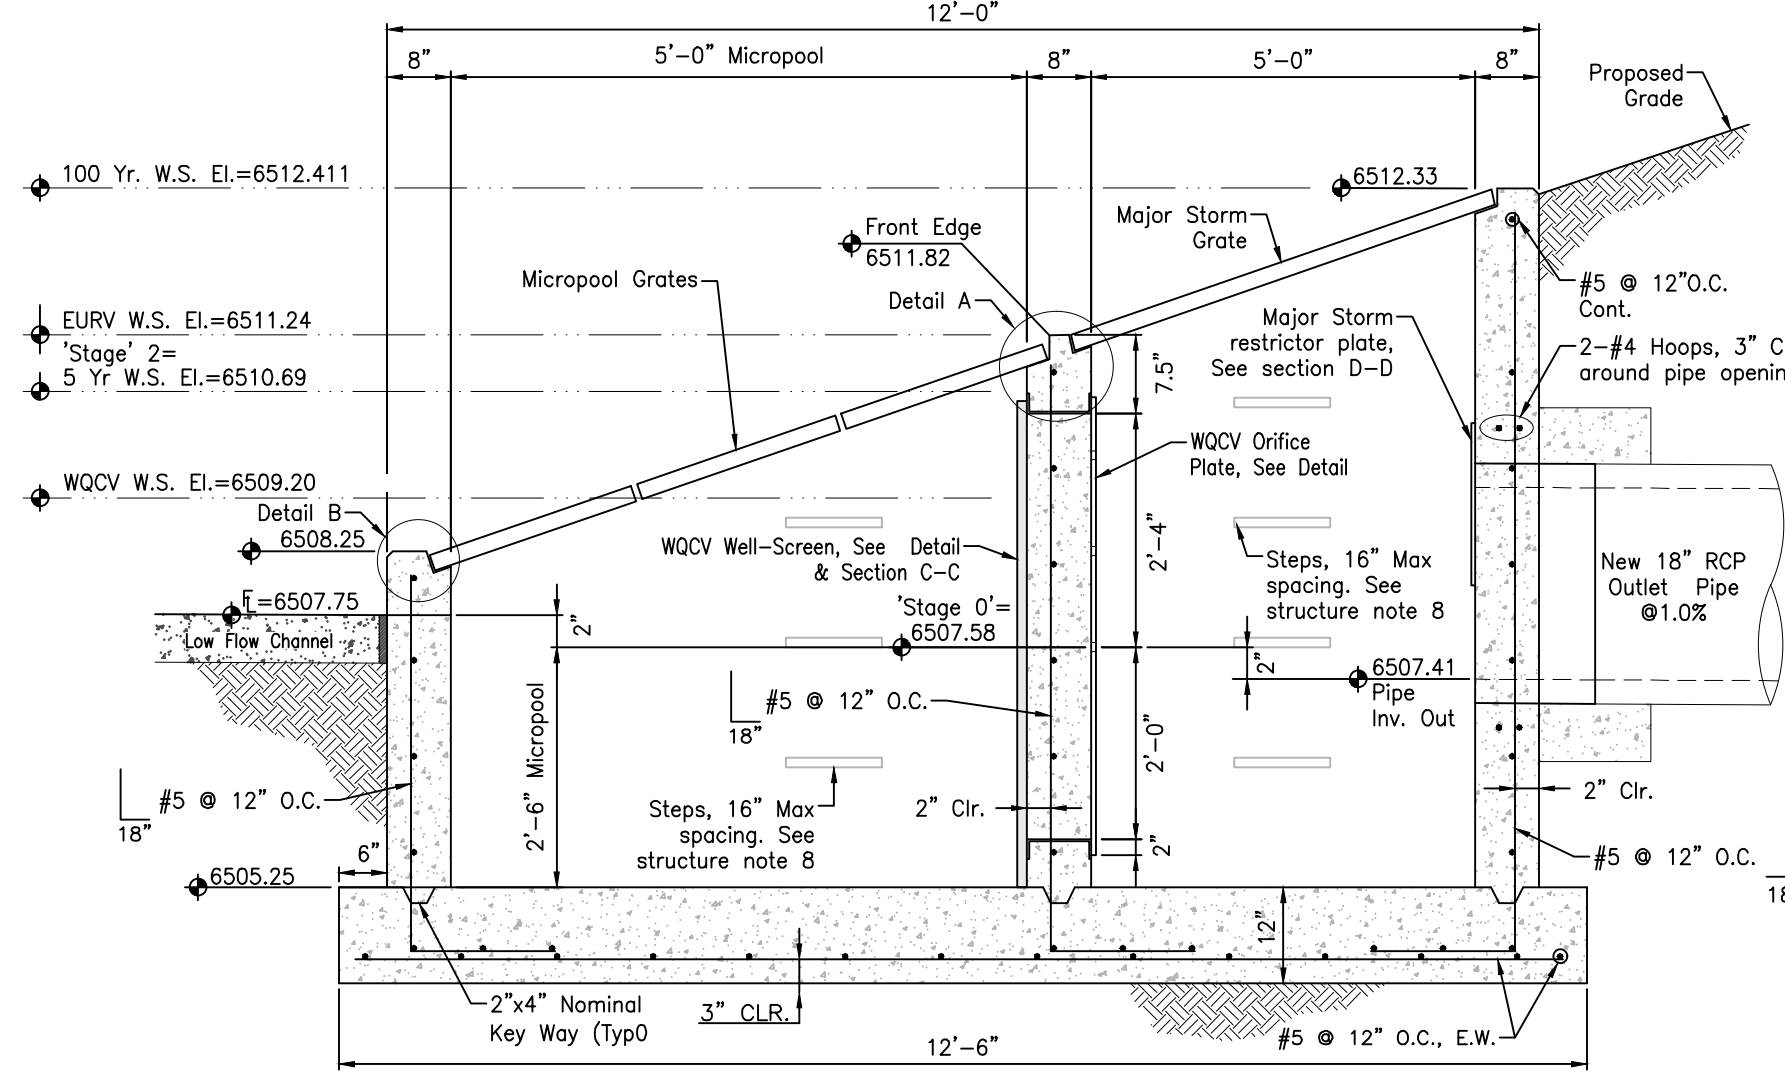 12'-0"
8"
5'-0" Micropool
8"
5'-0"
8"
Proposed
Grade
100 Yr. W.S. El.=6512.411
6512.33
Front Edge
6511.82
Major Storm
Grate
Micropool Grates
Detail A
#5 @ 12"O.C.
Cont.
EURV W.S. El.=6511.24
'Stage' 2=
5 Yr W.S. El.=6510.69
Major Storm
restrictor plate,
See section D-D
2-#4 Hoops, 3" C
around pipe openin
7.5"
WQCV Orifice
Plate, See Detail
WQCV W.S. El.=6509.20
Detail B
6508.25
WQCV Well-Screen, See Detail
& Section C-C
2'-4"
Steps, 16" Max
spacing. See
structure note 8
New 18" RCP
Outlet Pipe
@1.0%
FL=6507.75
Low Flow Channel
2"
'Stage 0'=
6507.58
2"
6507.41
Pipe
Inv. Out
#5 @ 12" O.C.
18"
2'-6" Micropool
2'-0"
#5 @ 12" O.C.
18"
Steps, 16" Max
spacing. See
structure note 8
2" Clr.
2" Clr.
2"
#5 @ 12" O.C.
18
6"
6505.25
12"
2"x4" Nominal
Key Way (Typ0
3" CLR.
#5 @ 12" O.C., E.W.
12'-6"